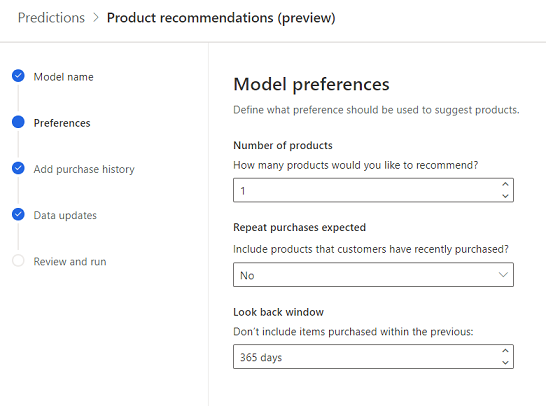 Predictions > Product recommendations (preview)
Model name
Preferences
Add purchase history
Data updates
Review and run
Model preferences
Define what preference should be used to suggest products.
Number of products
How many products would you like to recommend?
1
Repeat purchases expected
Include products that customers have recently purchased?
No
Look back window
Don't include items purchased within the previous:
365 days